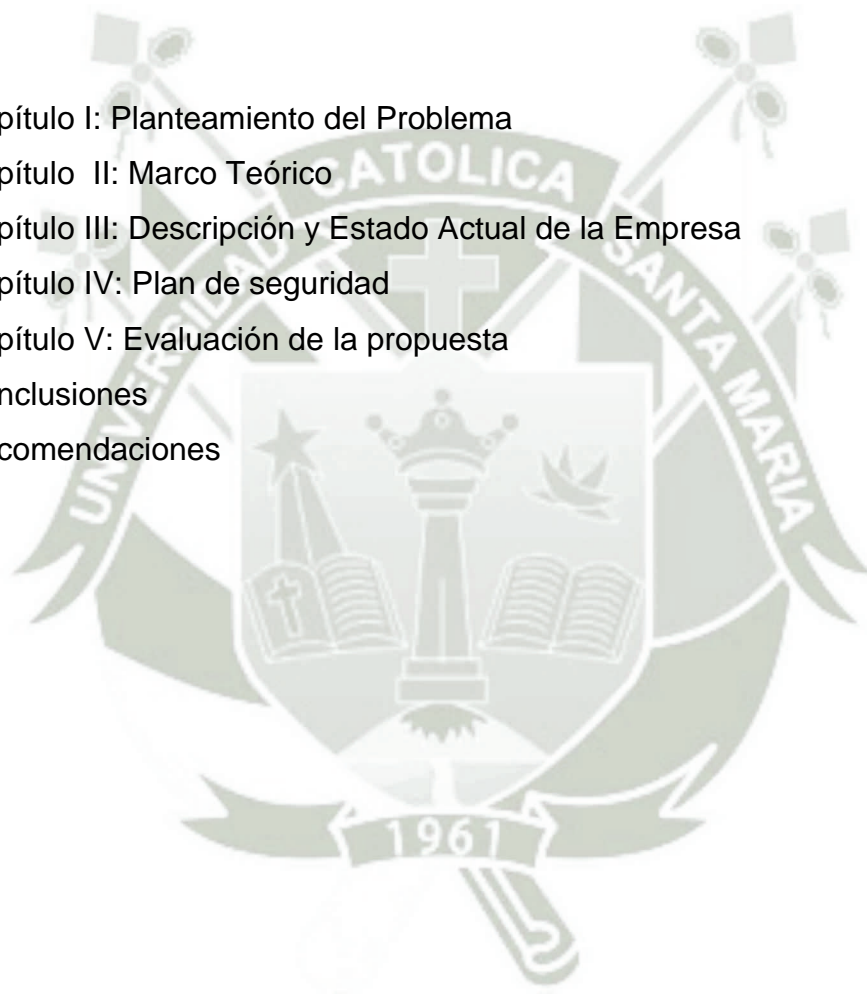 pítulo I: Planteamiento del Problema
pítulo  II: Marco Teórico
pítulo III: Descripción y Estado Actual de la Empresa
pítulo IV: Plan de seguridad
pítulo V: Evaluación de la propuesta
nclusiones
comendaciones
UNIVERSIDAD CATOLICA SANTA MARIA
1961